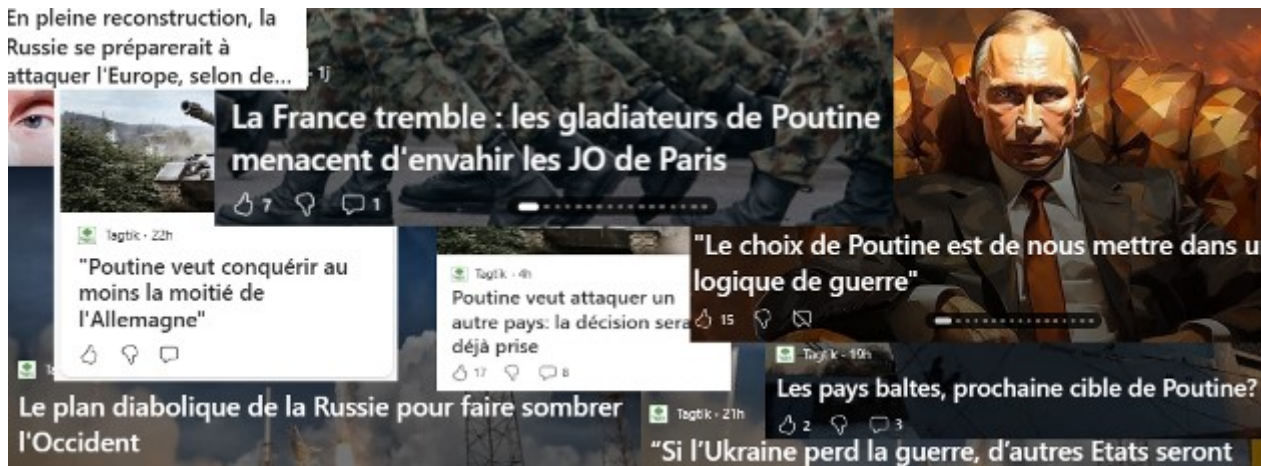 En pleine reconstruction, la
Russie se préparerait à
attaquer l'Europe, selon de...
1j
La France tremble : les gladiateurs de Poutine
menacent d'envahir les JO de Paris
7 1
Tagtik · 22h
"Poutine veut conquérir au
moins la moitié de
l'Allemagne"
Tagtik · 4h
Poutine veut attaquer un
autre pays: la décision sera
déjà prise
17 8
"Le choix de Poutine est de nous mettre dans u
logique de guerre"
15
Tagtik · 19h
Les pays baltes, prochaine cible de Poutine?
2 3
Le plan diabolique de la Russie pour faire sombrer
l'Occident
Tagtik · 21h
“Si l’Ukraine perd la guerre, d’autres Etats seront